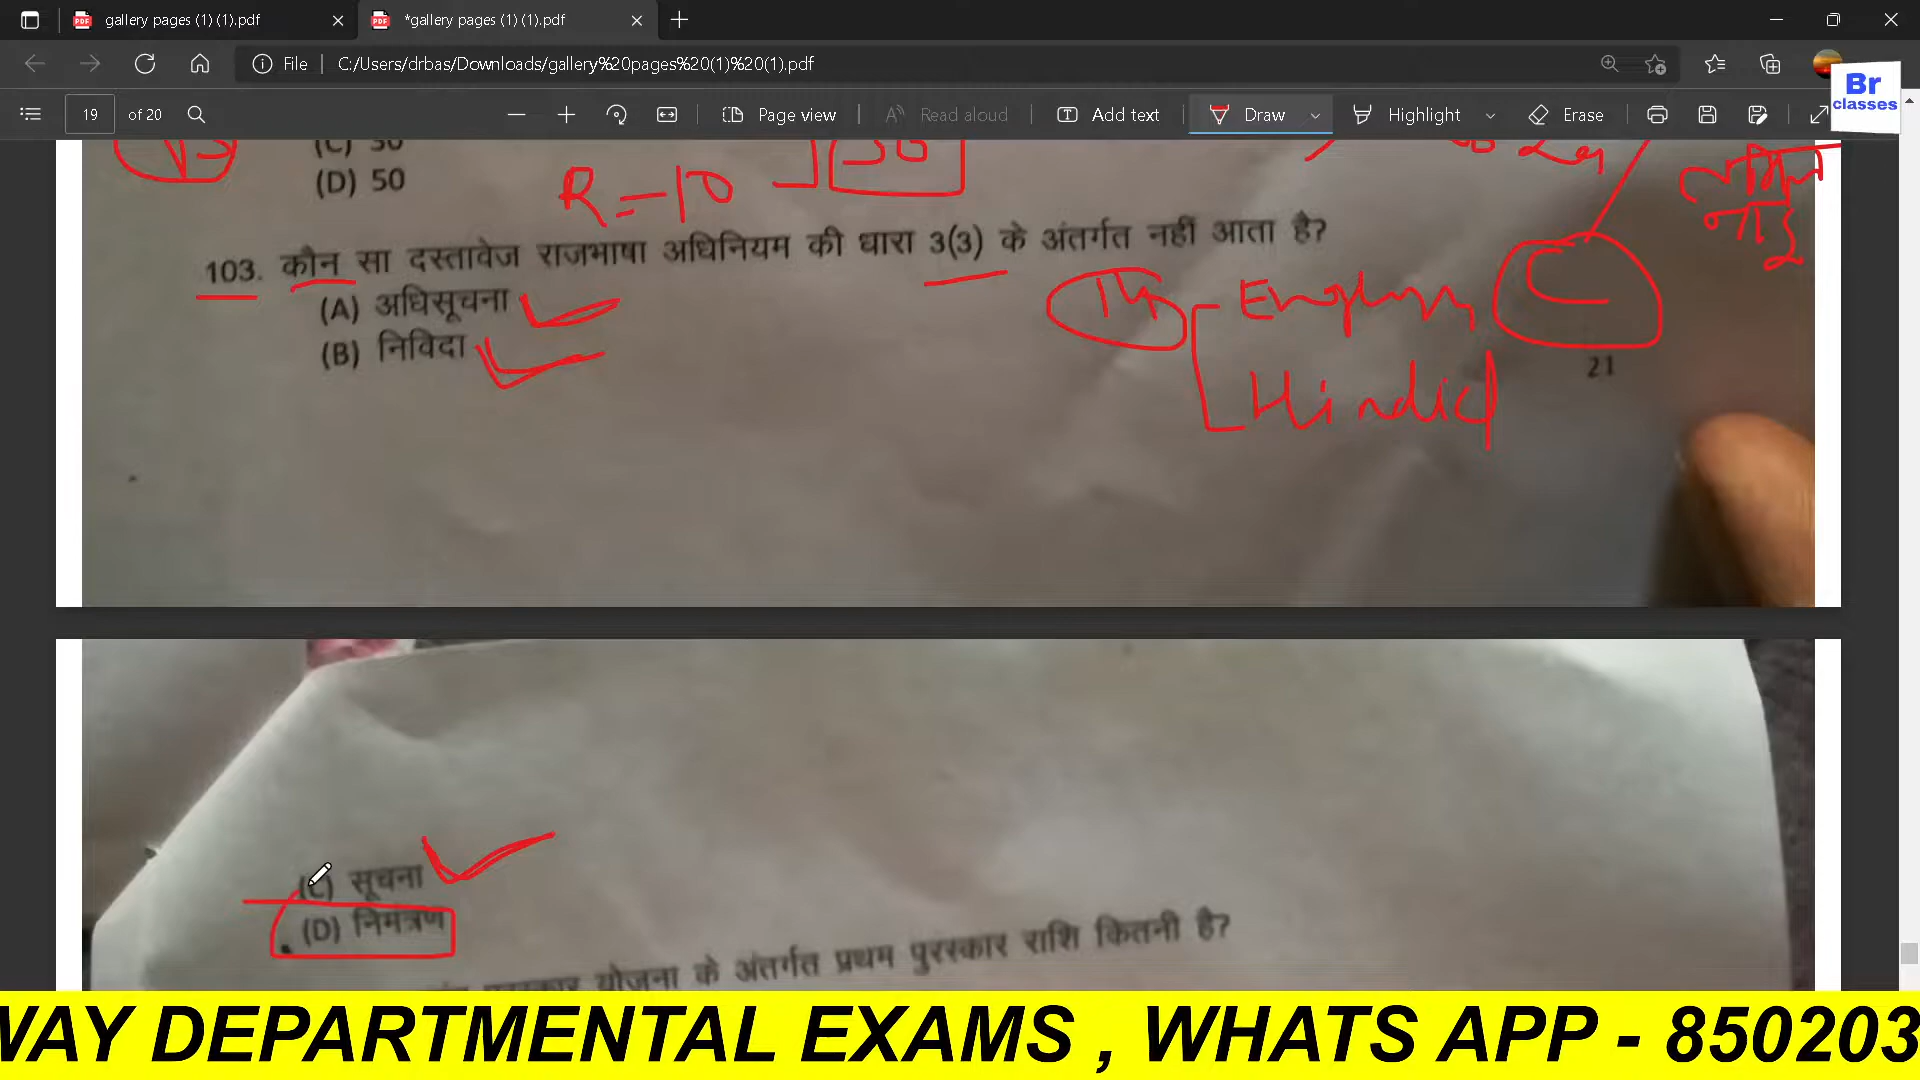 gallery pages (1) (1).pdf
*gallery pages (1) (1).pdf
File
C:/Users/drbas/Downloads/gallery%20pages%20(1)%20(1).pdf
Br
classes
19 of 20
Page view
Read aloud
Add text
Draw
Highlight
Erase
(C) 30
(D) 50
R=-10
103. कौन सा दस्तावेज राजभाषा अधिनियम की धारा 3(3) के अंतर्गत नहीं आता है?
(A) अधिसूचना
(B) निविदा
14
English
Hindi
C
21
(C) सूचना
(D) निमंत्रण
योजना के अंतर्गत प्रथम पुरस्कार राशि कितनी है?
WAY DEPARTMENTAL EXAMS , WHATS APP - 850203